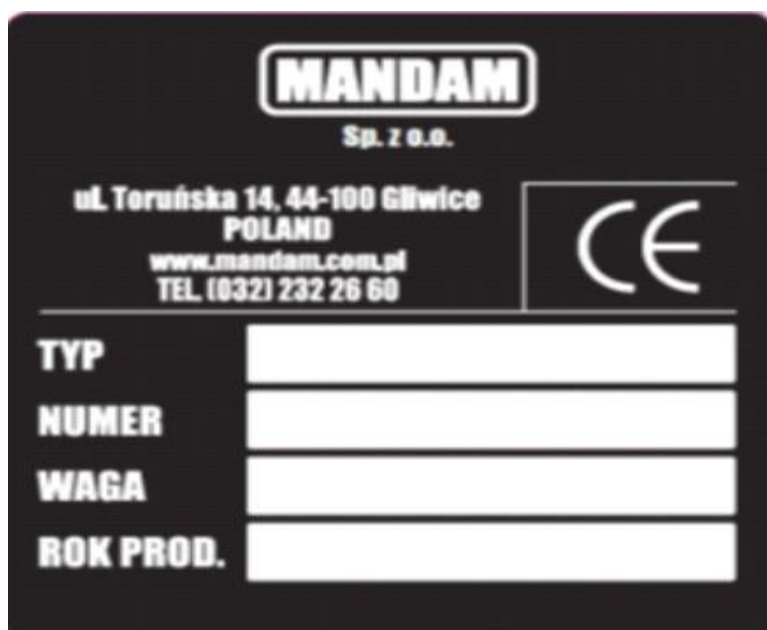 MANDAM
Sp. z o.o.
ul. Toruńska 14, 44-100 Gliwice
POLAND
www.mandam.com.pl
TEL. (032) 232 26 60
CE
TYP
NUMER
WAGA
ROK PROD.